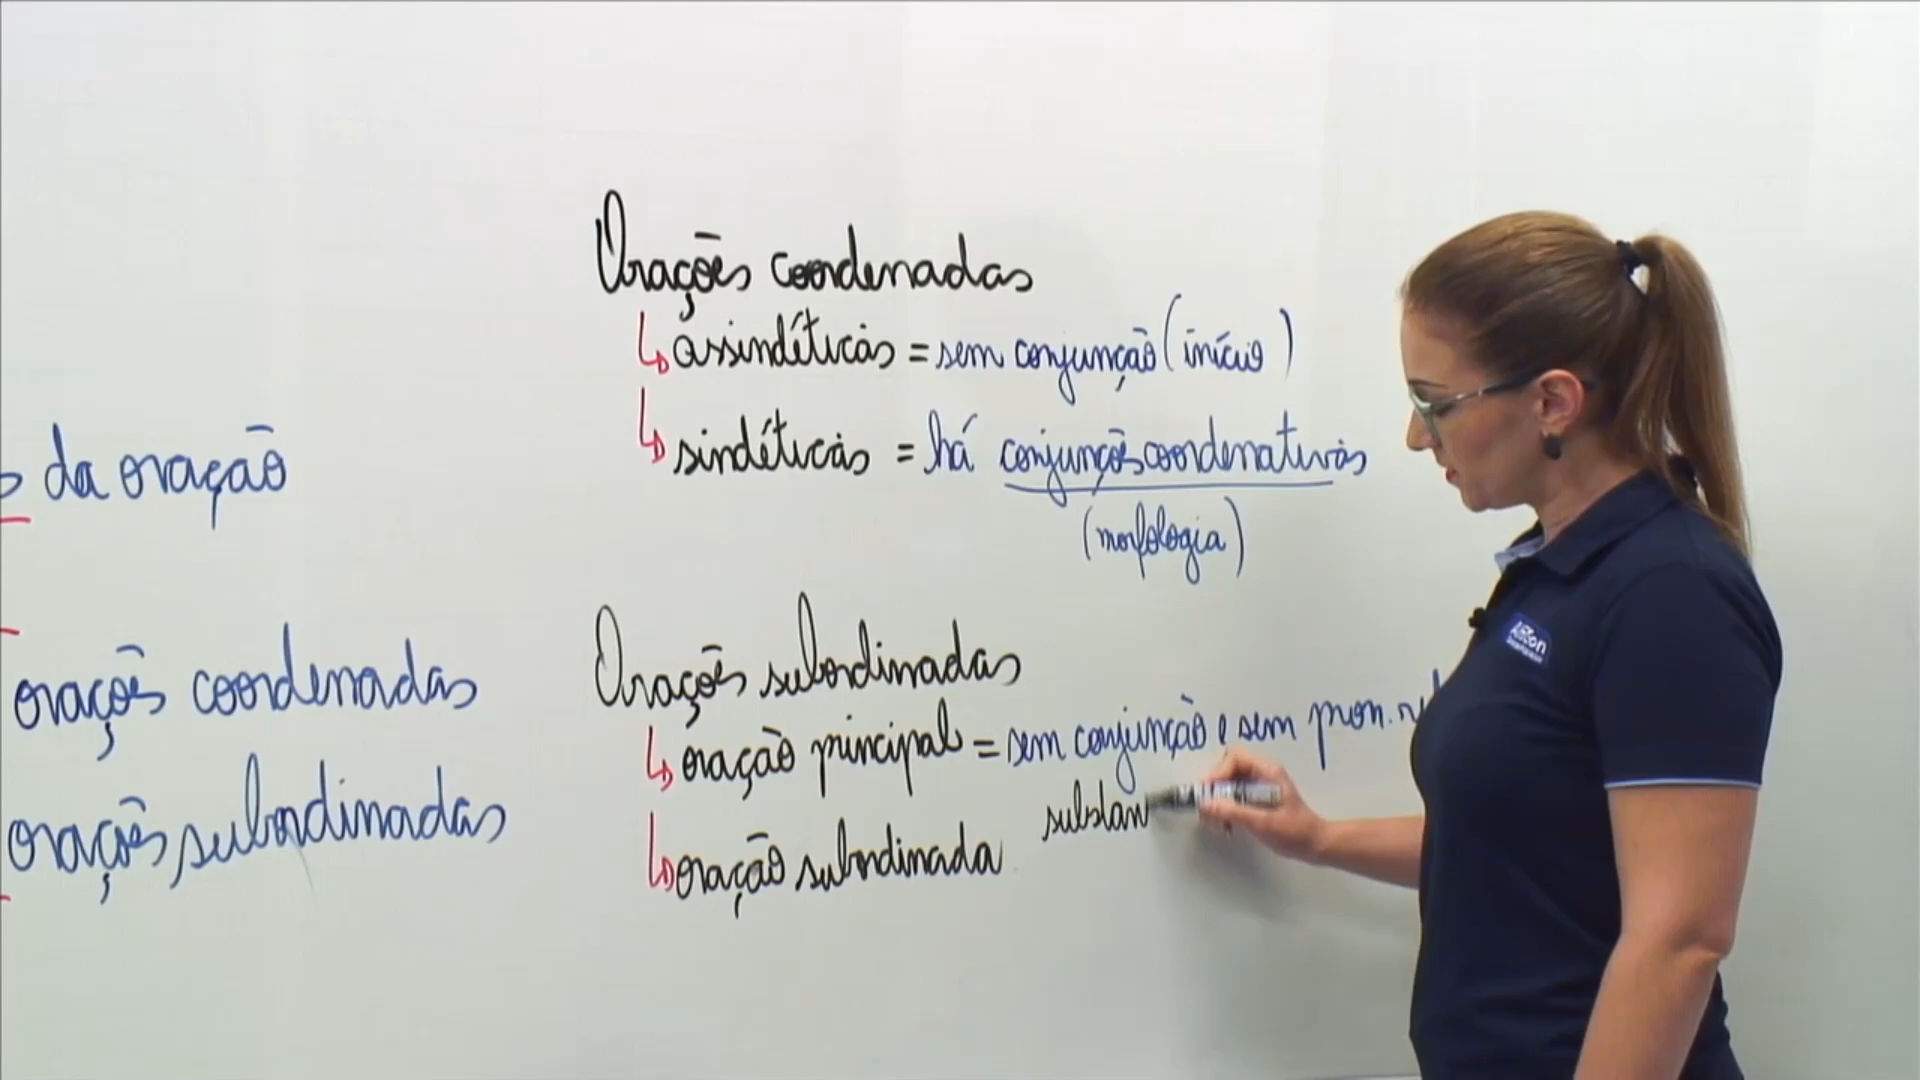 da oração
orações coordenadas
orações subordinadas
Orações coordenadas
assindéticas = sem conjunção (início)
sindéticas = há conjunções coordenativas
(morfologia)
Orações subordinadas
oração principal = sem conjunção e sem pron. r
oração subordinada
substan